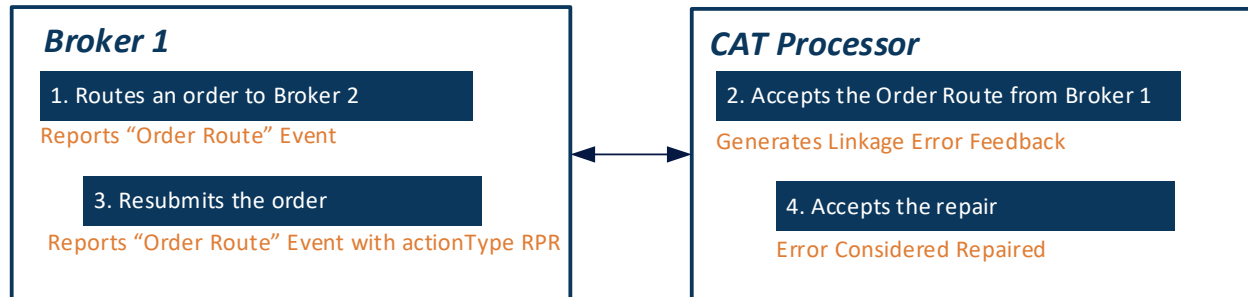 Broker 1
1. Routes an order to Broker 2
Reports “Order Route” Event
3. Resubmits the order
Reports “Order Route” Event with actionType RPR
CAT Processor
2. Accepts the Order Route from Broker 1
Generates Linkage Error Feedback
4. Accepts the repair
Error Considered Repaired